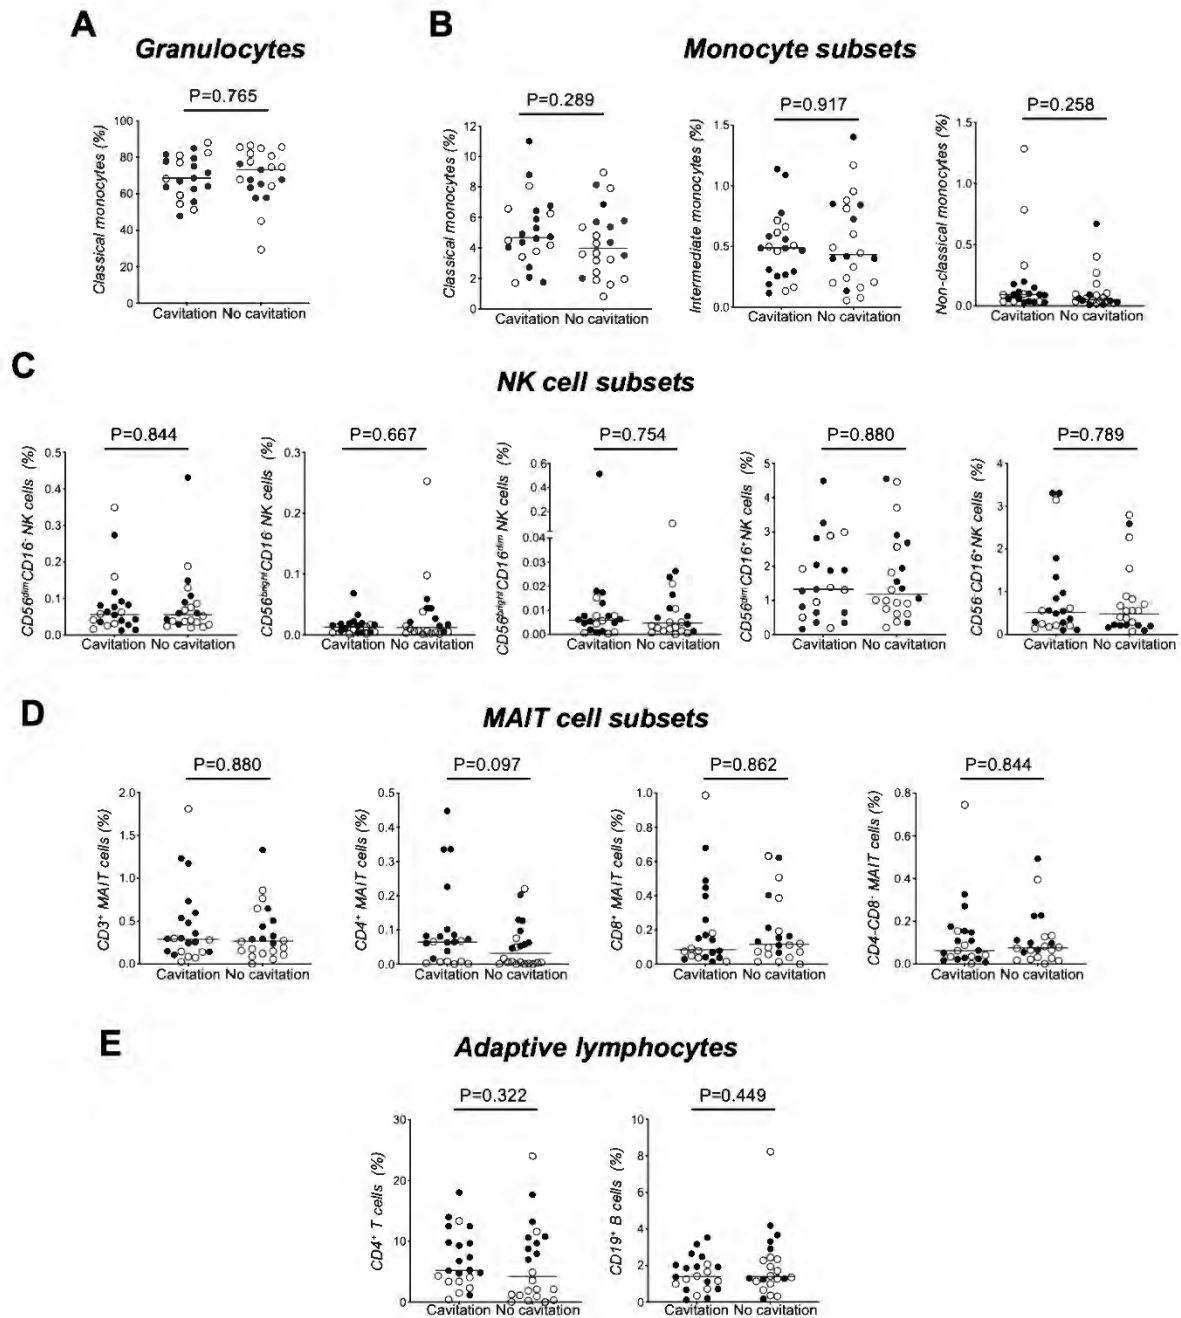 A
Granulocytes
P=0.765
Classical monocytes (%)
100
80
60
40
20
0
Cavitation No cavitation
B
Monocyte subsets
P=0.289
Classical monocytes (%)
12
10
8
6
4
2
0
Cavitation No cavitation
P=0.917
Intermediate monocytes (%)
1.5
1.0
0.5
0.0
Cavitation No cavitation
P=0.258
Non-classical monocytes (%)
1.5
1.0
0.5
0.0
Cavitation No cavitation
C
NK cell subsets
P=0.844
CD56dimCD16- NK cells (%)
0.5
0.4
0.3
0.2
0.1
0.0
Cavitation No cavitation
P=0.667
CD56brightCD16- NK cells (%)
0.3
0.2
0.1
0.0
Cavitation No cavitation
P=0.754
CD56brightCD16dim NK cells (%)
0.6
0.4
0.2
0.04
0.03
0.02
0.01
0.00
Cavitation No cavitation
P=0.880
CD56dimCD16+NK cells (%)
5
4
3
2
1
0
Cavitation No cavitation
P=0.789
CD56-CD16+NK cells (%)
4
3
2
1
0
Cavitation No cavitation
D
MAIT cell subsets
P=0.880
CD3+ MAIT cells (%)
2.0
1.5
1.0
0.5
0.0
Cavitation No cavitation
P=0.097
CD4+ MAIT cells (%)
0.5
0.4
0.3
0.2
0.1
0.0
Cavitation No cavitation
P=0.862
CD8+ MAIT cells (%)
1.0
0.8
0.6
0.4
0.2
0.0
Cavitation No cavitation
P=0.844
CD4-CD8- MAIT cells (%)
0.8
0.6
0.4
0.2
0.0
Cavitation No cavitation
E
Adaptive lymphocytes
P=0.322
CD4+ T cells (%)
30
20
10
0
Cavitation No cavitation
P=0.449
CD19+ B cells (%)
10
8
6
4
2
0
Cavitation No cavitation